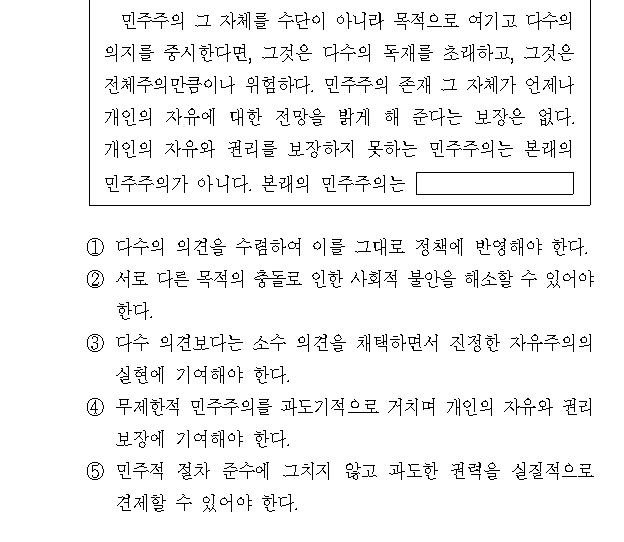 민주주의 그 자체를 수단이 아니라 목적으로 여기고 다수의
의지를 중시한다면, 그것은 다수의 독재를 초래하고, 그것은
전체주의만큼이나 위험하다. 민주주의 존재 그 자체가 언제나
개인의 자유에 대한 전망을 밝게 해 준다는 보장은 없다.
개인의 자유와 권리를 보장하지 못하는 민주주의는 본래의
민주주의가 아니다. 본래의 민주주의는
① 다수의 의견을 수렴하여 이를 그대로 정책에 반영해야 한다.
② 서로 다른 목적의 충돌로 인한 사회적 불안을 해소할 수 있어야
한다.
③ 다수 의견보다는 소수 의견을 채택하면서 진정한 자유주의의
실현에 기여해야 한다.
④ 무제한적 민주주의를 과도기적으로 거치며 개인의 자유와 권리
보장에 기여해야 한다.
⑤ 민주적 절차 준수에 그치지 않고 과도한 권력을 실질적으로
견제할 수 있어야 한다.